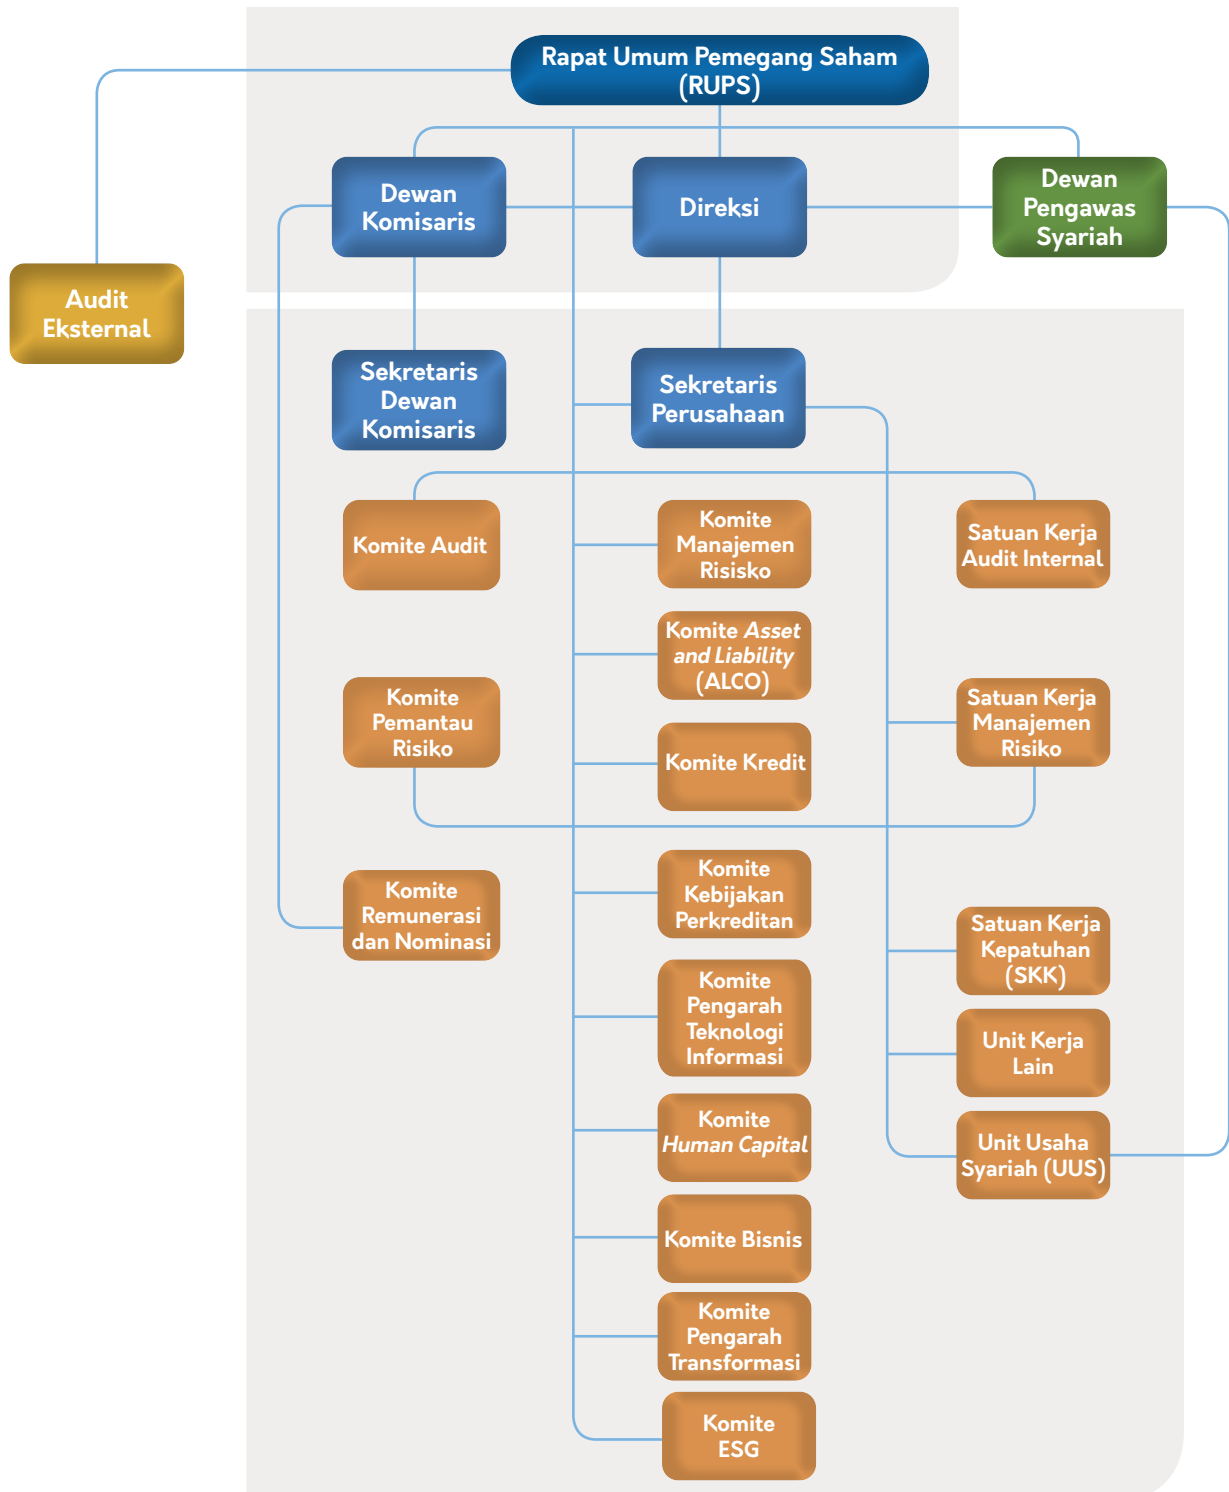 Rapat Umum Pemegang Saham
(RUPS)
Dewan
Komisaris
Direksi
Dewan
Pengawas
Syariah
Audit
Eksternal
Sekretaris
Dewan
Komisaris
Sekretaris
Perusahaan
Komite Audit
Komite
Manajemen
Risisko
Satuan Kerja
Audit Internal
Komite Asset
and Liability
(ALCO)
Komite
Pemantau
Risiko
Satuan Kerja
Manajemen
Risiko
Komite Kredit
Komite
Kebijakan
Perkreditan
Komite
Remunerasi
dan Nominasi
Satuan Kerja
Kepatuhan
(SKK)
Komite
Pengarah
Teknologi
Informasi
Unit Kerja
Lain
Komite
Human Capital
Unit Usaha
Syariah (UUS)
Komite Bisnis
Komite
Pengarah
Transformasi
Komite
ESG